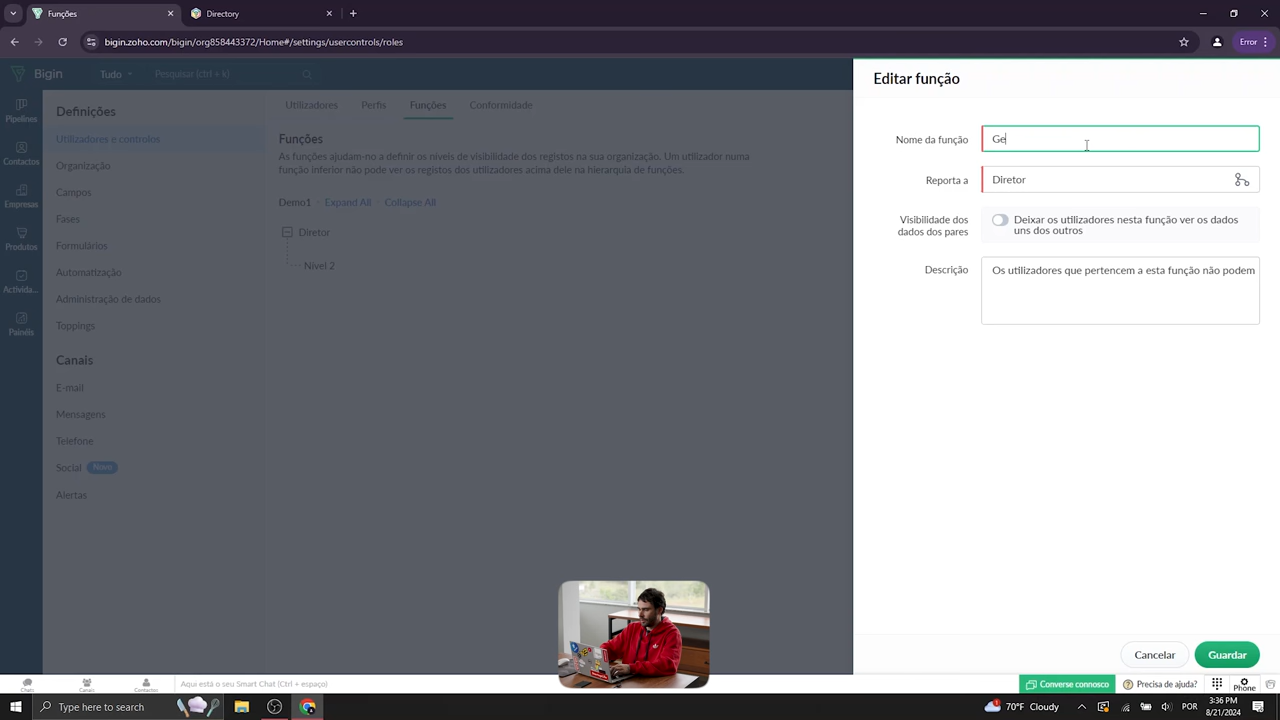 Funções
Directory
bigin.zoho.com/bigin/org858443372/Home#/settings/usercontrols/roles
Error
Bigin
Tudo
Pesquisar (ctrl + k)
Pipelines
Contactos
Empresas
Produtos
Activida...
Painéis
Definições
Utilizadores e controlos
Organização
Campos
Fases
Formulários
Automatização
Administração de dados
Toppings
Canais
E-mail
Mensagens
Telefone
Social Novo
Alertas
Utilizadores
Perfis
Funções
Conformidade
Funções
As funções ajudam-no a definir os níveis de visibilidade dos registos na sua organização. Um utilizador numa
função inferior não pode ver os registos dos utilizadores acima dele na hierarquia de funções.
Demo1 Expand All Collapse All
Diretor
Nível 2
Editar função
Nome da função
Ge
Reporta a
Diretor
Visibilidade dos
dados dos pares
Deixar os utilizadores nesta função ver os dados
uns dos outros
Descrição
Os utilizadores que pertencem a esta função não podem
Cancelar
Guardar
Chats
Canais
Contactos
Aqui está o seu Smart Chat (Ctrl + espaço)
Converse connosco
Precisa de ajuda?
Phone
Type here to search
70°F Cloudy
POR
3:36 PM
8/21/2024